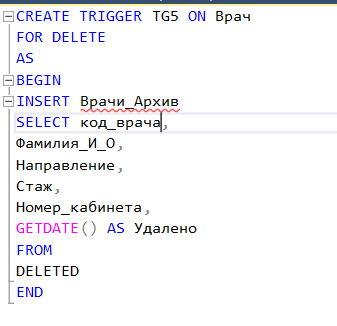 CREATE TRIGGER TG5 ON Врач
FOR DELETE
AS
BEGIN
INSERT Врачи_Архив
SELECT код_врача,
Фамилия_И_О,
Направление,
Стаж,
Номер_кабинета,
GETDATE() AS Удалено
FROM
DELETED
END